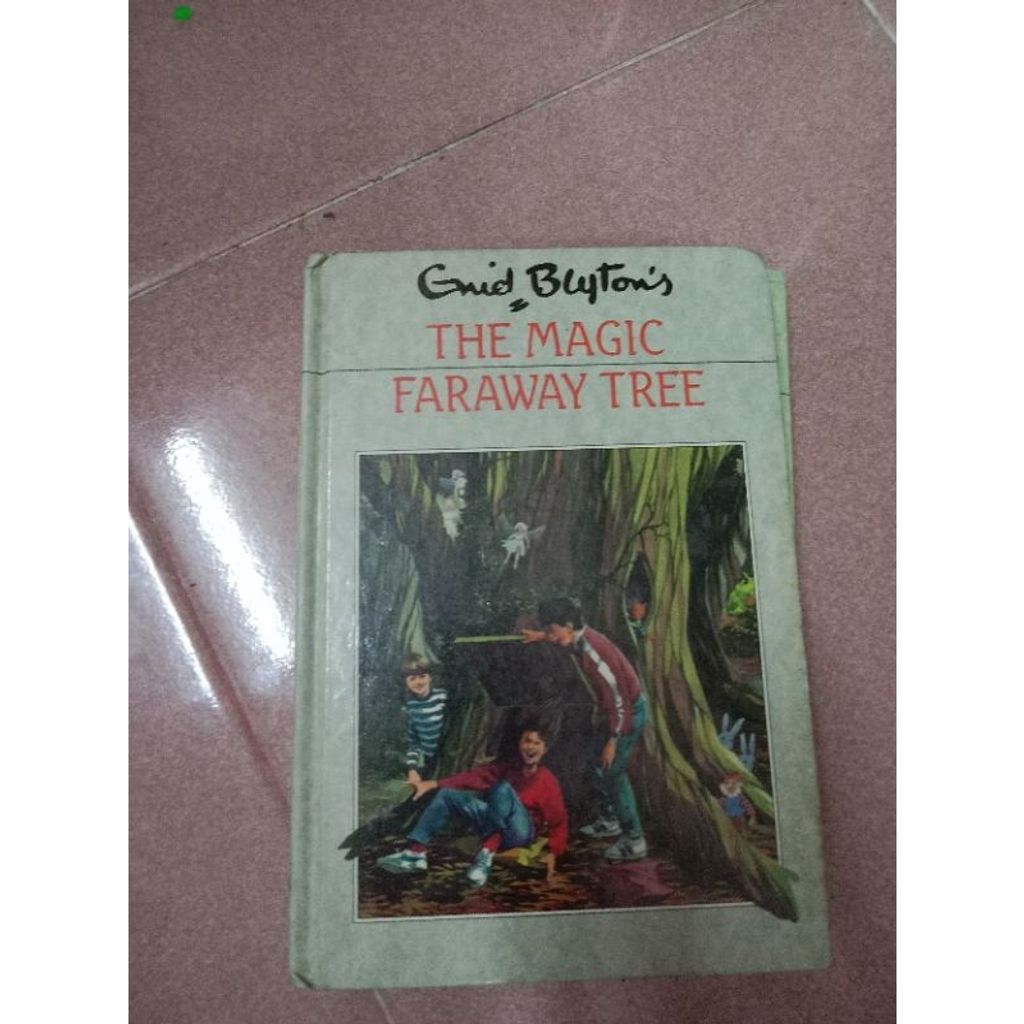 Enid Blyton's
THE MAGIC
FARAWAY TREE